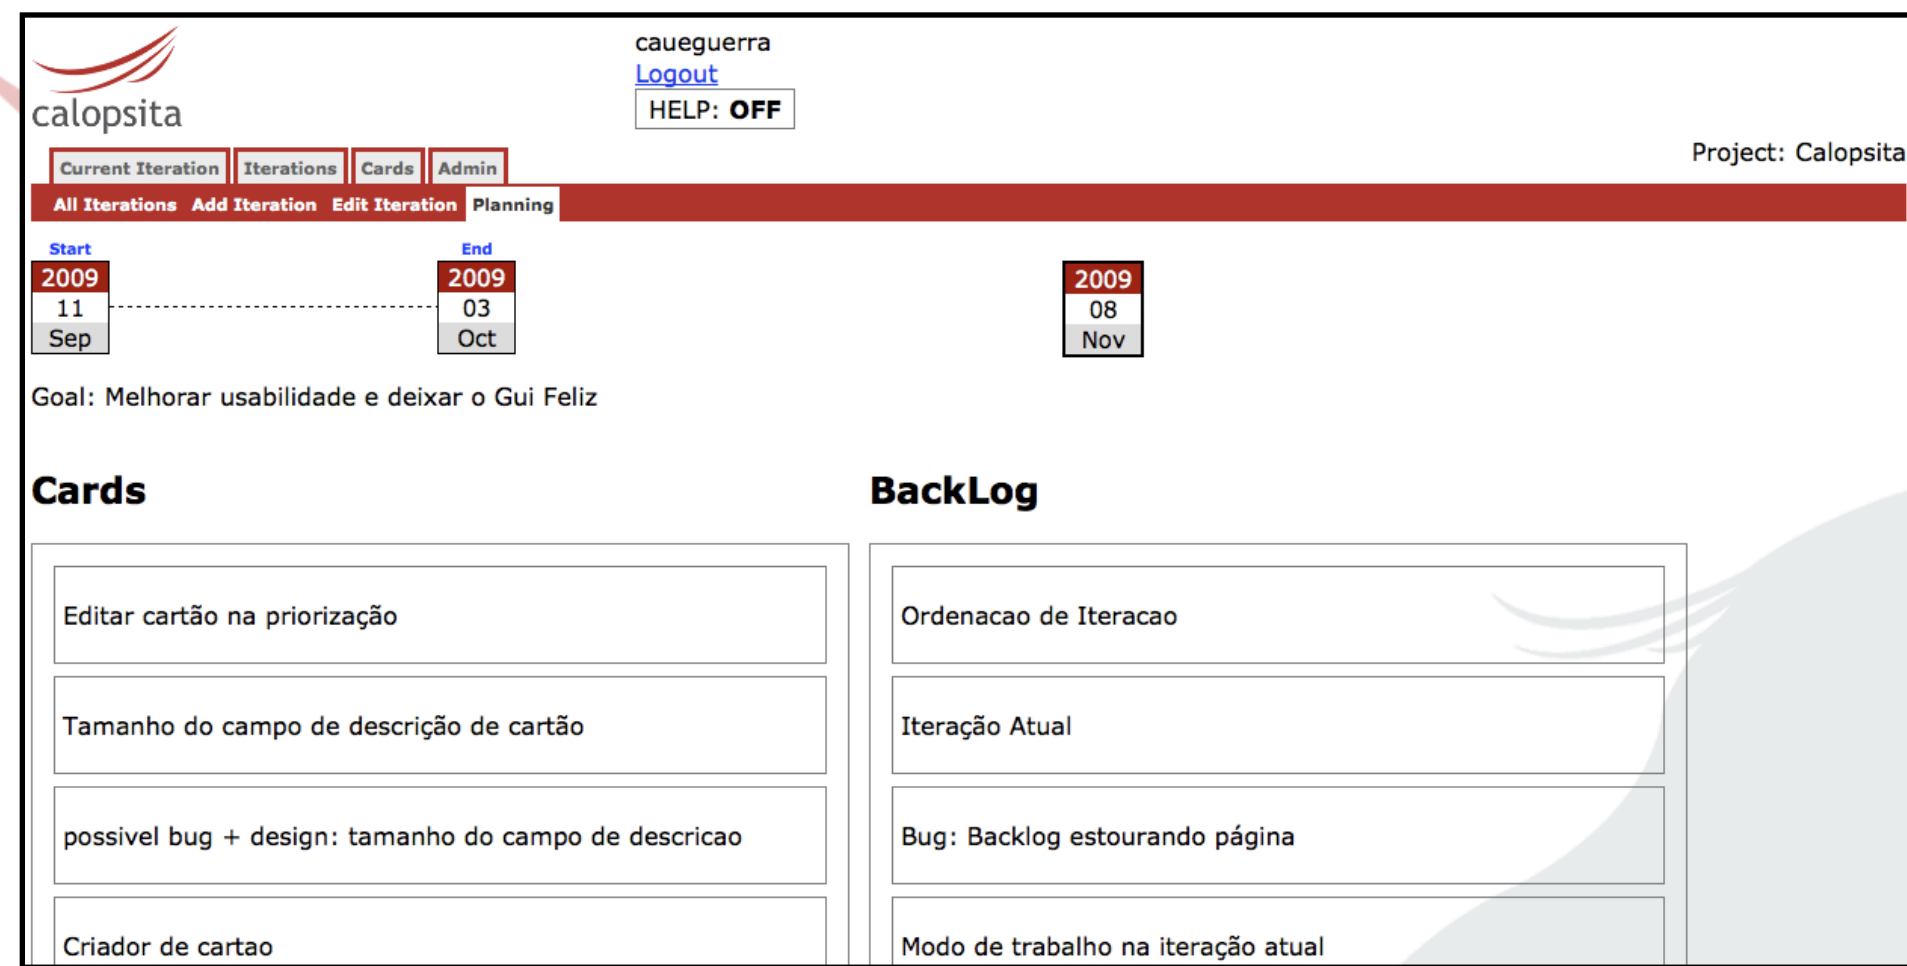 calopsita
caueguerra
Logout
HELP: OFF
Project: Calopsita
Current Iteration Iterations Cards Admin
All Iterations Add Iteration Edit Iteration Planning
Start End
2009 2009 2009
11 03 08
Sep Oct Nov
Goal: Melhorar usabilidade e deixar o Gui Feliz
Cards
Editar cartão na priorização
Tamanho do campo de descrição de cartão
possivel bug + design: tamanho do campo de descricao
Criador de cartao
BackLog
Ordenacao de Iteracao
Iteração Atual
Bug: Backlog estourando página
Modo de trabalho na iteração atual